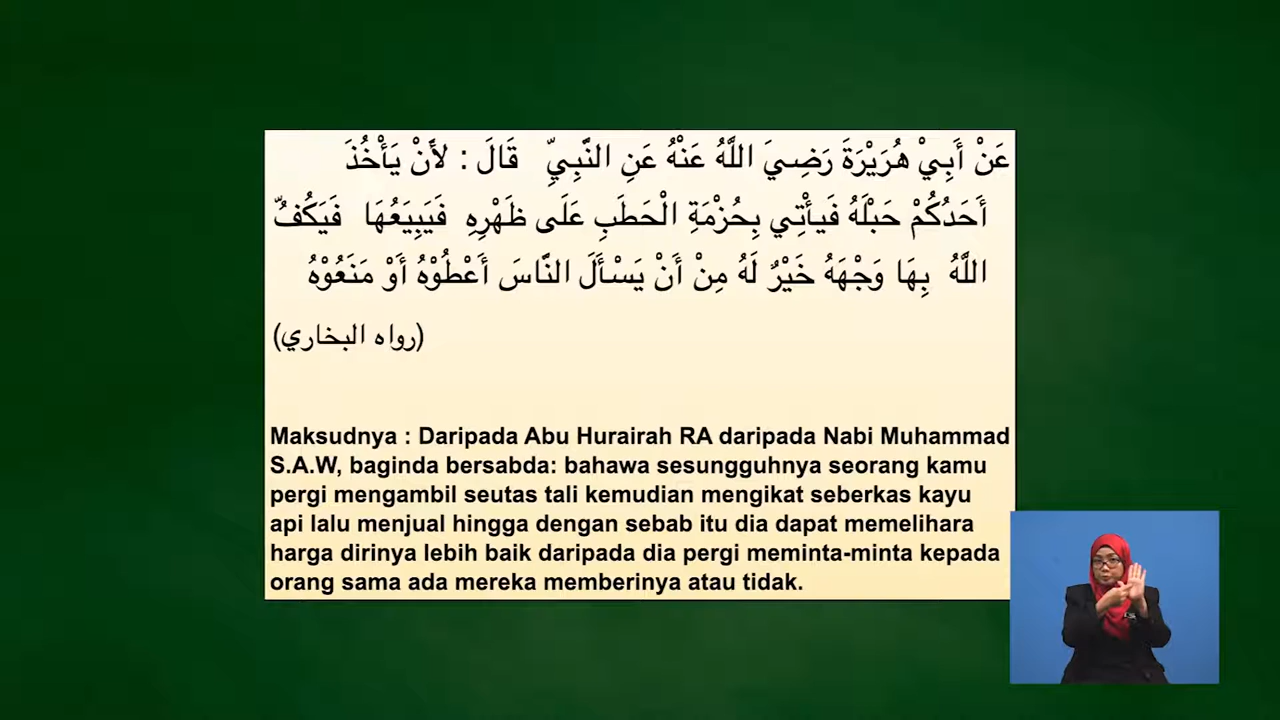 عَنْ أَبِيْ هُرَيْرَةَ رَضِيَ اللَّهُ عَنْهُ عَنِ النَّبِيِّ قَالَ : لأَنْ يَأْخُذَ
أَحَدُكُمْ حَبْلَهُ فَيأْتِي بِحُزْمَةِ الْحَطَبِ عَلَى ظَهْرِهِ فَيَبِيَعُهَا فَيَكُفُّ
اللَّهُ بِهَا وَجْهَهُ خَيْرٌ لَهُ مِنْ أَنْ يَسْأَلَ النَّاسَ أَعْطُوْهُ أَوْ مَنَعُوْهُ
(رواه البخاري)
Maksudnya : Daripada Abu Hurairah RA daripada Nabi Muhammad
S.A.W, baginda bersabda: bahawa sesungguhnya seorang kamu
pergi mengambil seutas tali kemudian mengikat seberkas kayu
api lalu menjual hingga dengan sebab itu dia dapat memelihara
harga dirinya lebih baik daripada dia pergi meminta-minta kepada
orang sama ada mereka memberinya atau tidak.